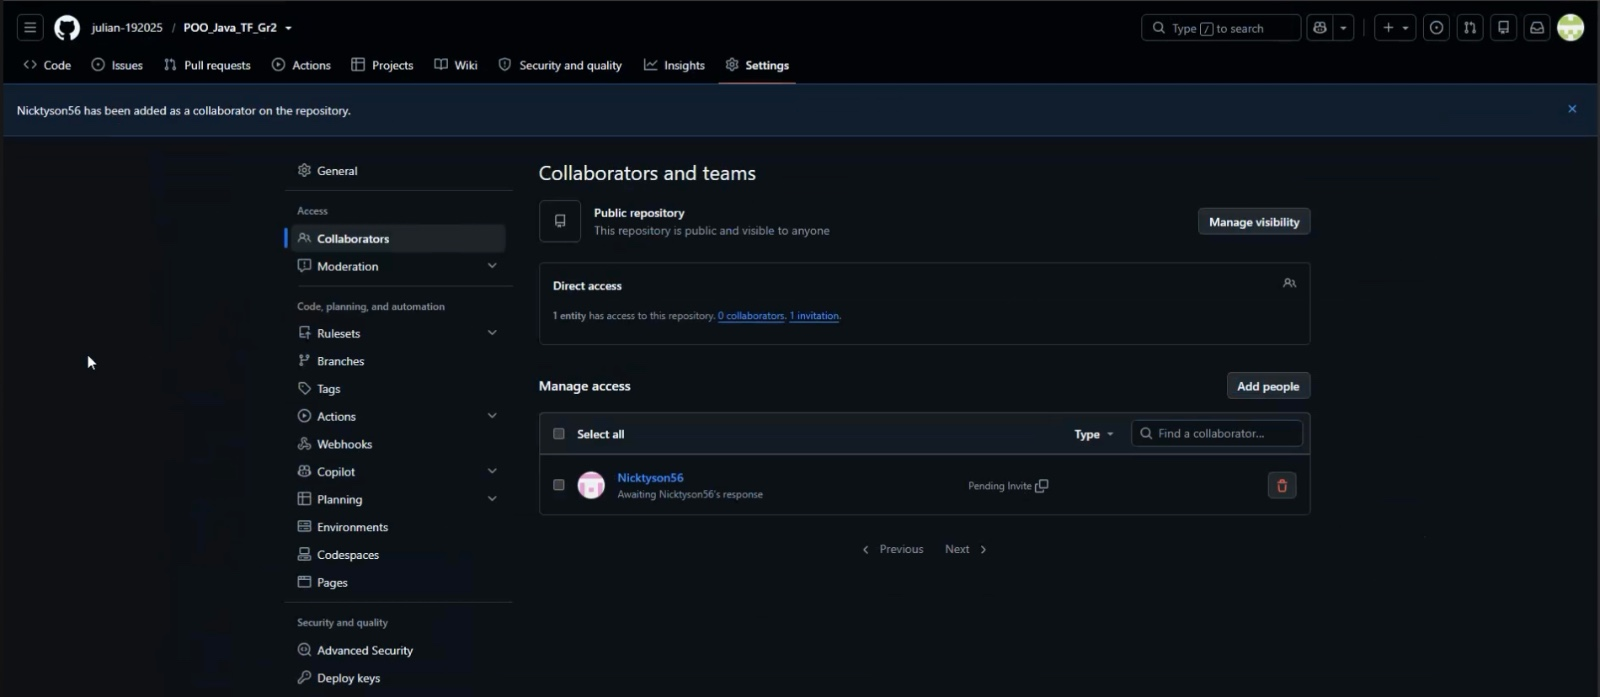 julian-192025 / POO_Java_TF_Gr2
Type / to search
Code Issues Pull requests Actions Projects Wiki Security and quality Insights Settings
Nicktyson56 has been added as a collaborator on the repository.
General
Access
Collaborators
Moderation
Code, planning, and automation
Rulesets
Branches
Tags
Actions
Webhooks
Copilot
Planning
Environments
Codespaces
Pages
Security and quality
Advanced Security
Deploy keys
Collaborators and teams
Public repository
This repository is public and visible to anyone
Manage visibility
Direct access
1 entity has access to this repository. 0 collaborators. 1 invitation.
Manage access
Add people
Select all
Type
Find a collaborator...
Nicktyson56
Awaiting Nicktyson56's response
Pending Invite
Previous Next